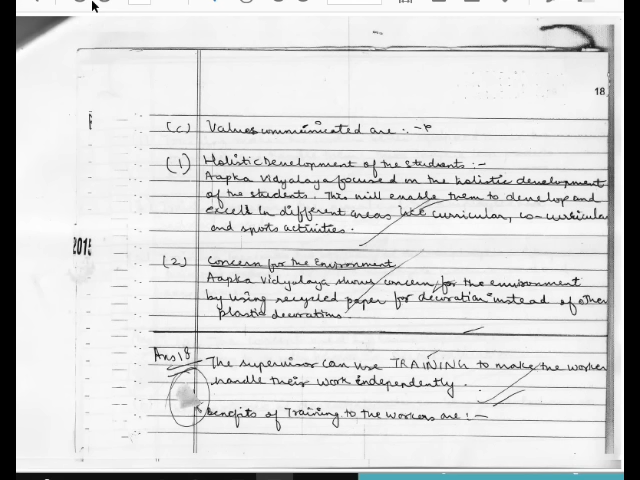 18
(c) Values communicated are :-
(1) Holistic Development of the students :-
Aapka Vidyalaya focused on the holistic development
of the students. This will enable them to develop and
excell in different areas like curricular, co-curricular
and sports activities.
2015
(2) Concern for the Environment
Aapka Vidyalaya shows concern for the environment
by using recycled paper for decoration instead of other
plastic decorations.
Ans 18 The supervisor can use TRAINING to make the worker
handle their work independently.
benefits of Training to the workers are :-